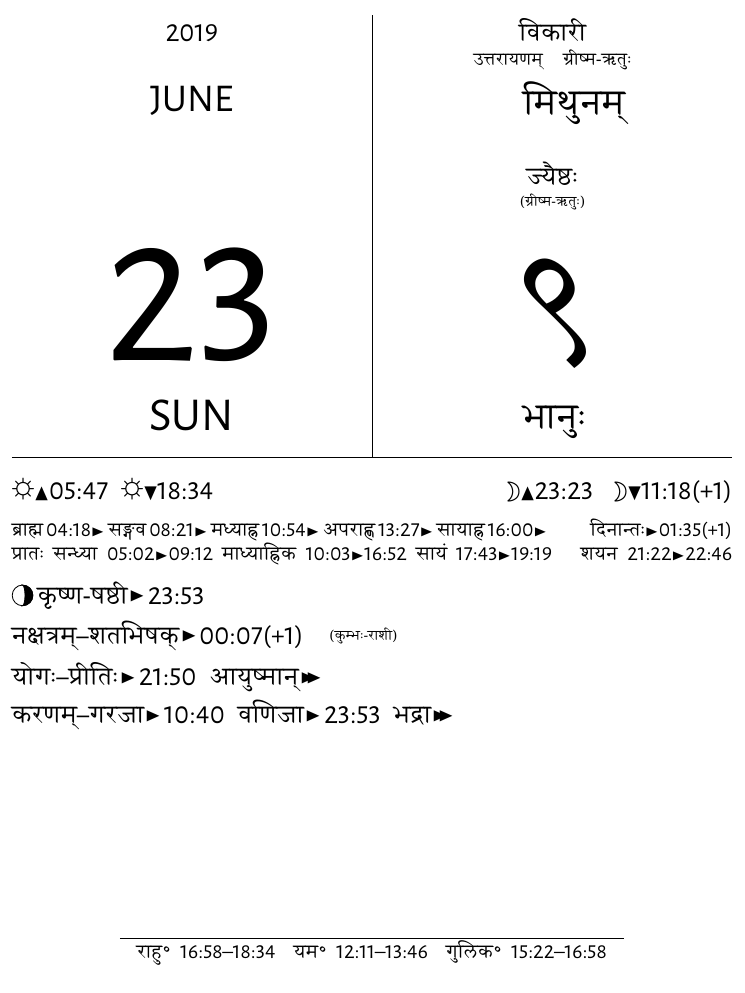 2019
JUNE
23
SUN
विकारी
उत्तरायणम् ग्रीष्म-ऋतुः
मिथुनम्
ज्यैष्ठः
(ग्रीष्म-ऋतुः)
९
भानुः
☼▲05:47 ☼▼18:34 ☽▲23:23 ☽▼11:18(+1)
ब्राह्म 04:18► सङ्गव 08:21► मध्याह्न 10:54► अपराह्ण 13:27► सायाह्न 16:00► दिनान्तः►01:35(+1)
प्रातः सन्ध्या 05:02►09:12 माध्याह्निक 10:03►16:52 सायं 17:43►19:19 शयन 21:22►22:46
कृष्ण-षष्ठी► 23:53
नक्षत्रम्–शतभिषक्► 00:07(+1) (कुम्भः-राशी)
योगः–प्रीतिः► 21:50 आयुष्मान्►►
करणम्–गरजा► 10:40 वणिजा► 23:53 भद्रा►►
राहु° 16:58–18:34 यम° 12:11–13:46 गुलिक° 15:22–16:58